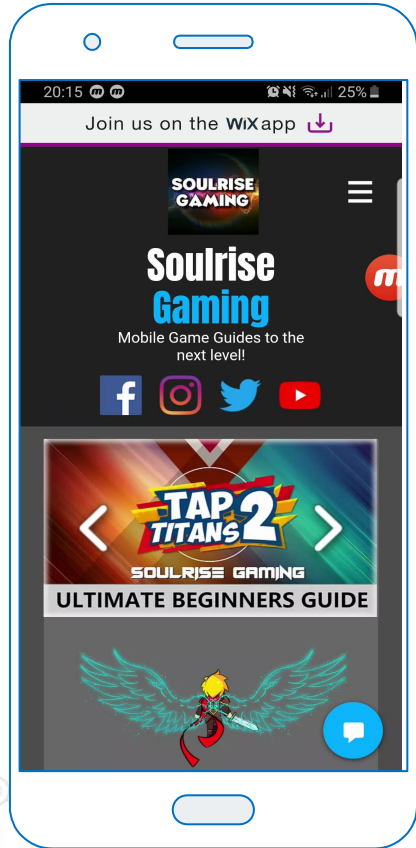 20:15 25%
Join us on the WiX app
SOULRISE
GAMING
Soulrise
Gaming
Mobile Game Guides to the
next level!
TAP
TITANS 2
SOULRISE GAMING
ULTIMATE BEGINNERS GUIDE